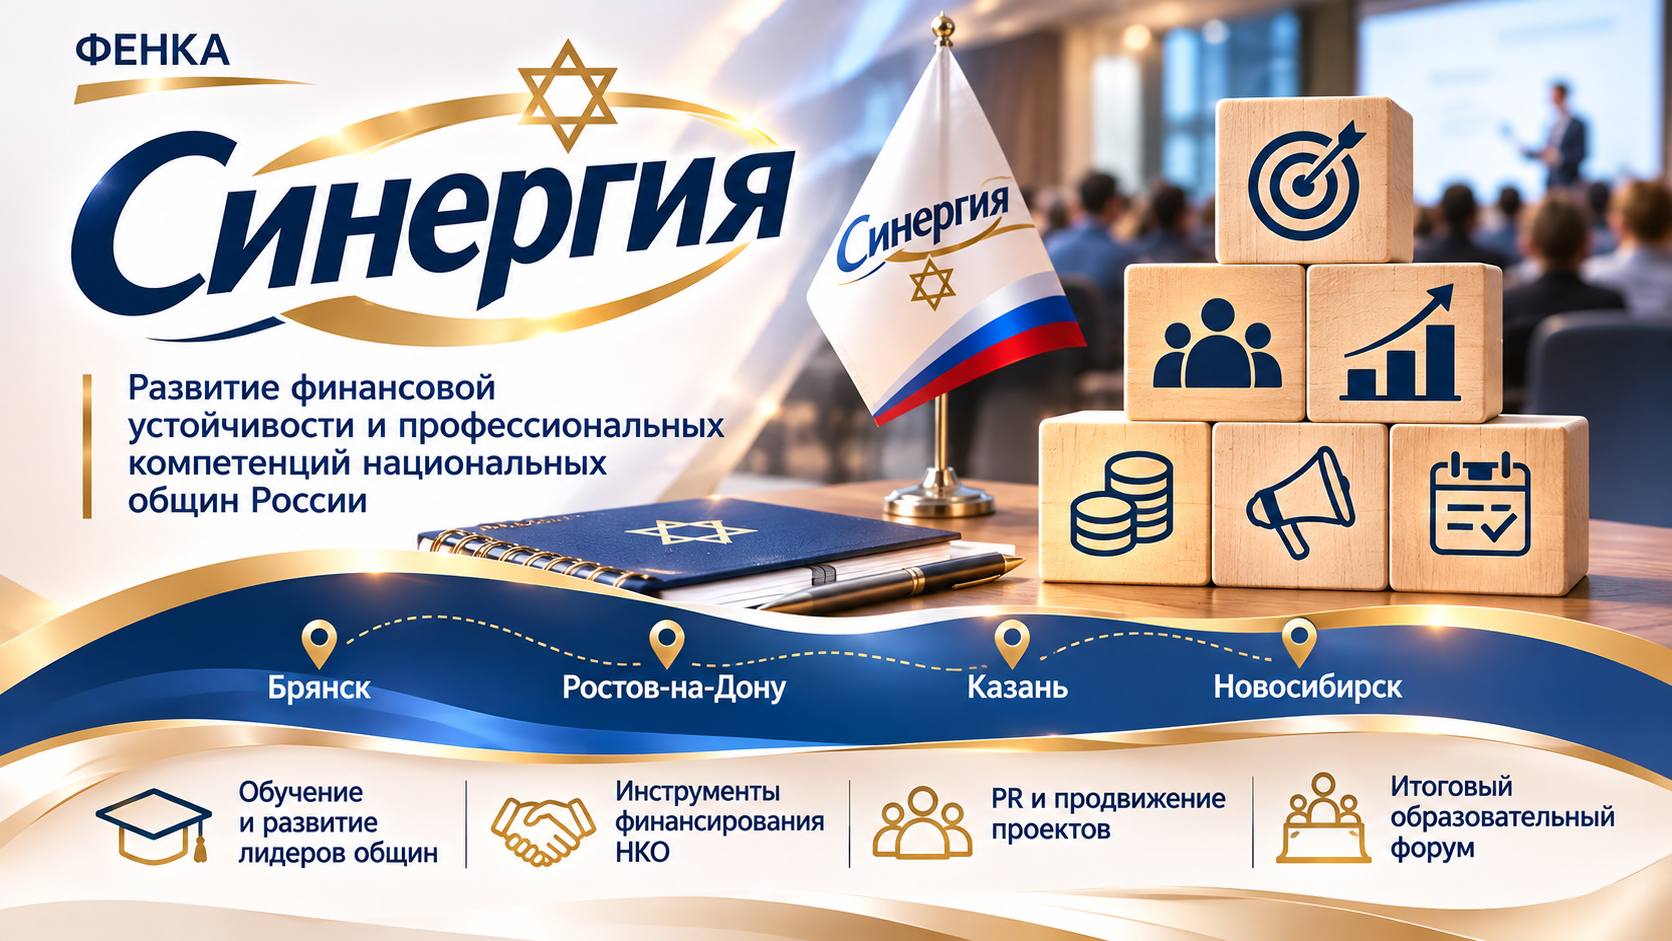 ФЕНКА
Синергия
Развитие финансовой
устойчивости и профессиональных
компетенций национальных
общин России
Синергия
Брянск
Ростов-на-Дону
Казань
Новосибирск
Обучение
и развитие
лидеров общин
Инструменты
финансирования
НКО
PR и продвижение
проектов
Итоговый
образовательный
форум